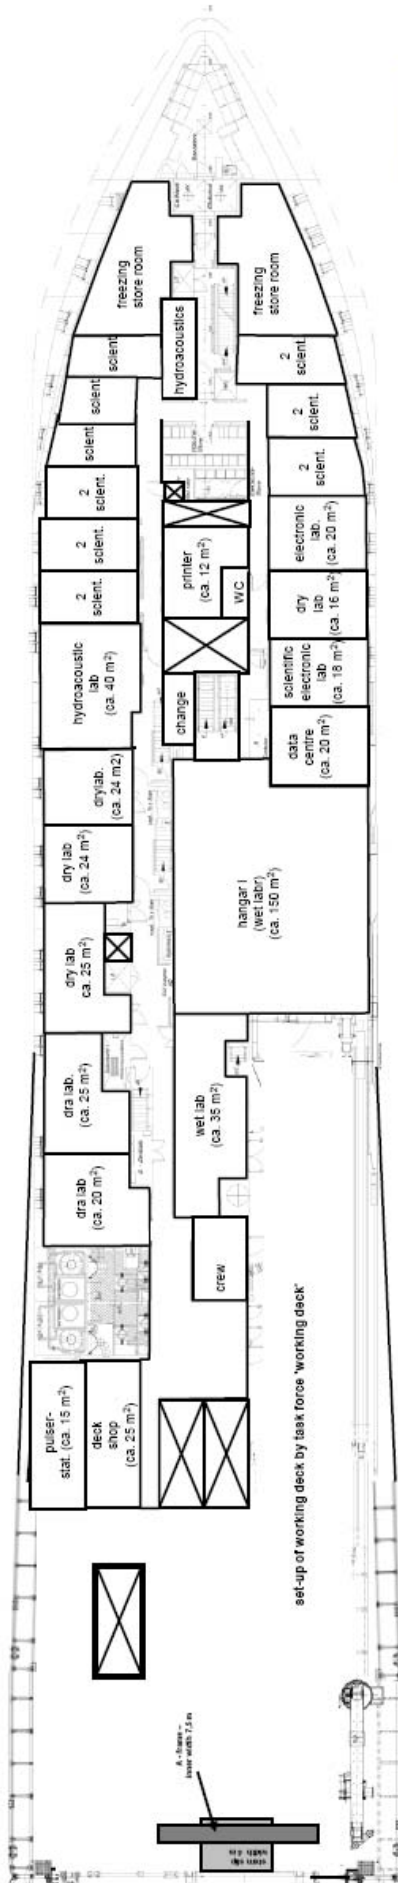 freezing
store room
freezing
store room
hydroacoustics
scient.
scient.
scient.
2
scient.
2
scient.
2
scient.
2
scient.
2
scient.
2
scient.
electronic
lab.
(ca. 20 m²)
dry
lab
(ca. 16 m²)
scientific
electronic
lab
(ca. 18 m²)
data
centre
(ca. 20 m²)
printer
(ca. 12 m²)
WC
change
hydroacoustic
lab
(ca. 40 m²)
drylab.
(ca. 24 m2)
dry lab
(ca. 24 m²)
dry lab
ca. 25 m²)
dra lab.
(ca. 25 m²)
dra lab
(ca. 20 m²)
hangar I
(wet labr)
(ca. 150 m²)
wet lab
(ca. 35 m²)
crew
pulser-
stat. (ca. 15 m²)
deck
shop
(ca. 25 m²)
set-up of working deck by task force "working deck"
A - frame –
inner width 7,5 m
stern slip
width 4 m